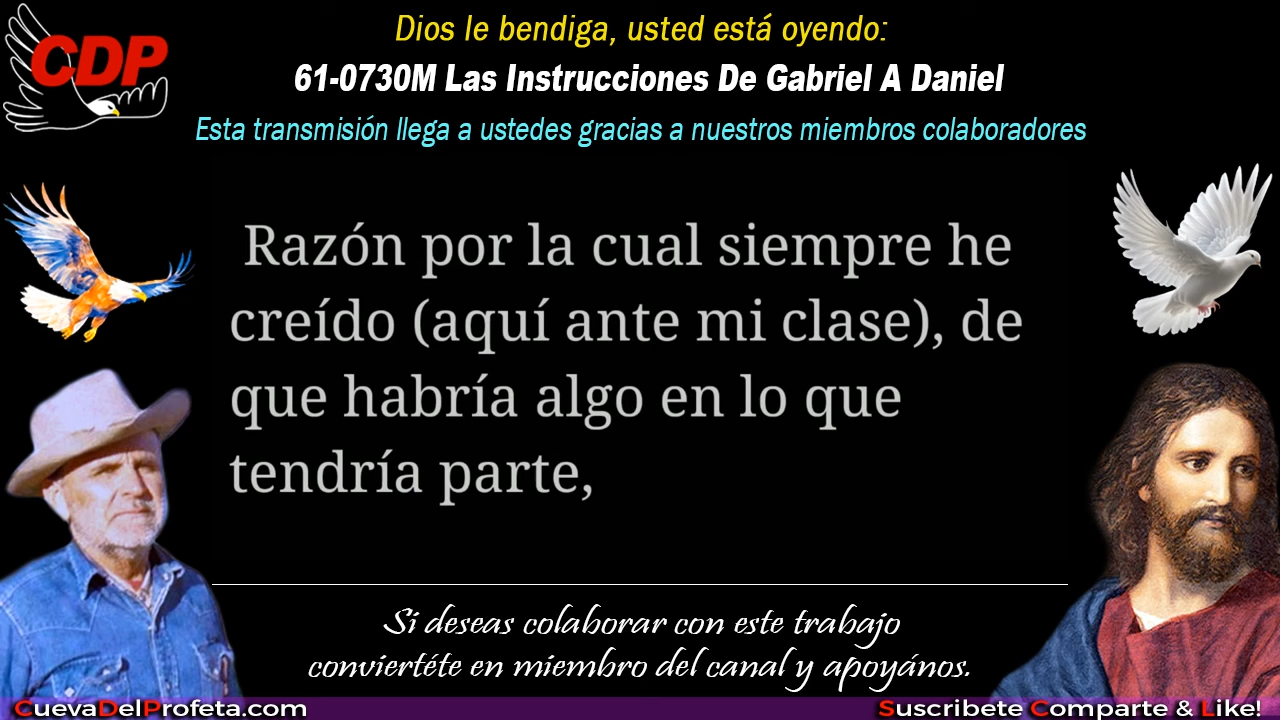 CDP
Dios le bendiga, usted está oyendo:
61-0730M Las Instrucciones De Gabriel A Daniel
Esta transmisión llega a ustedes gracias a nuestros miembros colaboradores
Razón por la cual siempre he
creído (aquí ante mi clase), de
que habría algo en lo que
tendría parte,
Si deseas colaborar con este trabajo
conviertéte en miembro del canal y apoyános.
CuevaDelProfeta.com
Suscribete Comparte & Like!